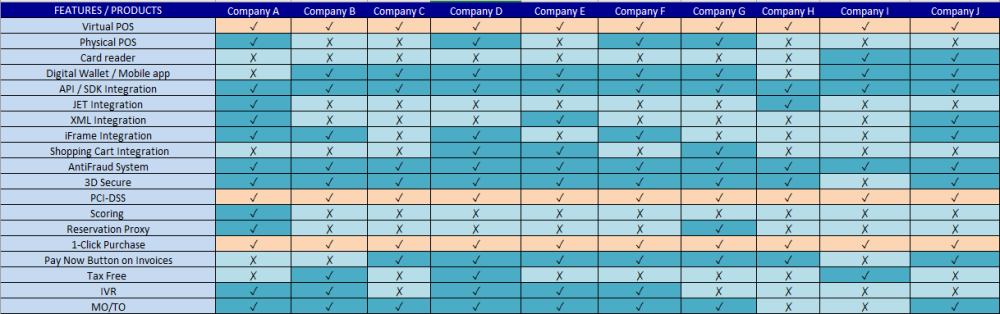 FEATURES / PRODUCTS Company A Company B Company C Company D Company E Company F Company G Company H Company I Company J
Virtual POS ✓ ✓ ✓ ✓ ✓ ✓ ✓ ✓ ✓ ✓
Physical POS ✓ X X ✓ X ✓ ✓ X X X
Card reader X X X X X X X X ✓ ✓
Digital Wallet / Mobile app X ✓ ✓ ✓ ✓ ✓ ✓ X ✓ ✓
API / SDK Integration ✓ ✓ ✓ ✓ ✓ ✓ ✓ ✓ ✓ ✓
JET Integration ✓ X X X X X X ✓ X X
XML Integration ✓ X X X ✓ X X X X ✓
iFrame Integration ✓ ✓ X ✓ X ✓ X X X ✓
Shopping Cart Integration X X X ✓ ✓ X ✓ X X X
AntiFraud System ✓ ✓ ✓ ✓ ✓ ✓ ✓ ✓ ✓ ✓
3D Secure ✓ ✓ ✓ ✓ ✓ ✓ ✓ ✓ X ✓
PCI-DSS ✓ ✓ ✓ ✓ ✓ ✓ ✓ ✓ ✓ ✓
Scoring ✓ X X X X X X X X X
Reservation Proxy ✓ X X X X X ✓ X X X
1-Click Purchase ✓ ✓ ✓ ✓ ✓ ✓ ✓ ✓ ✓ ✓
Pay Now Button on Invoices X X ✓ ✓ ✓ ✓ ✓ ✓ X ✓
Tax Free X ✓ X ✓ X X X X ✓ X
IVR ✓ ✓ X ✓ ✓ ✓ X X X X
MO/TO ✓ ✓ ✓ ✓ ✓ ✓ ✓ X X ✓